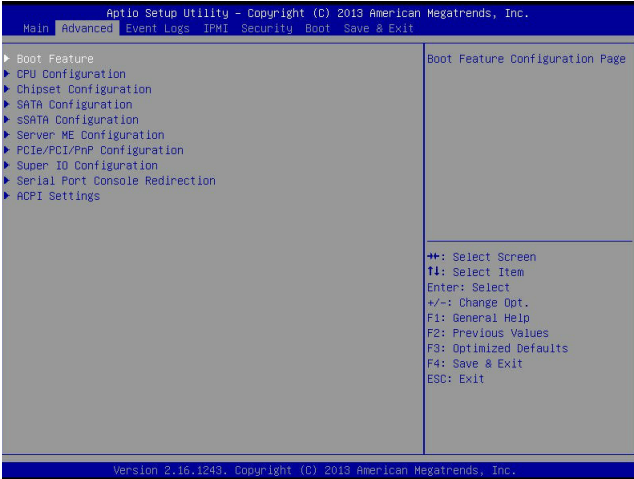 Aptio Setup Utility – Copyright (C) 2013 American Megatrends, Inc.
Main Advanced Event Logs IPMI Security Boot Save & Exit
Boot Feature
CPU Configuration
Chipset Configuration
SATA Configuration
sSATA Configuration
Server ME Configuration
PCIe/PCI/PnP Configuration
Super IO Configuration
Serial Port Console Redirection
ACPI Settings
Boot Feature Configuration Page
→←: Select Screen
↑↓: Select Item
Enter: Select
+/-: Change Opt.
F1: General Help
F2: Previous Values
F3: Optimized Defaults
F4: Save & Exit
ESC: Exit
Version 2.16.1243. Copyright (C) 2013 American Megatrends, Inc.